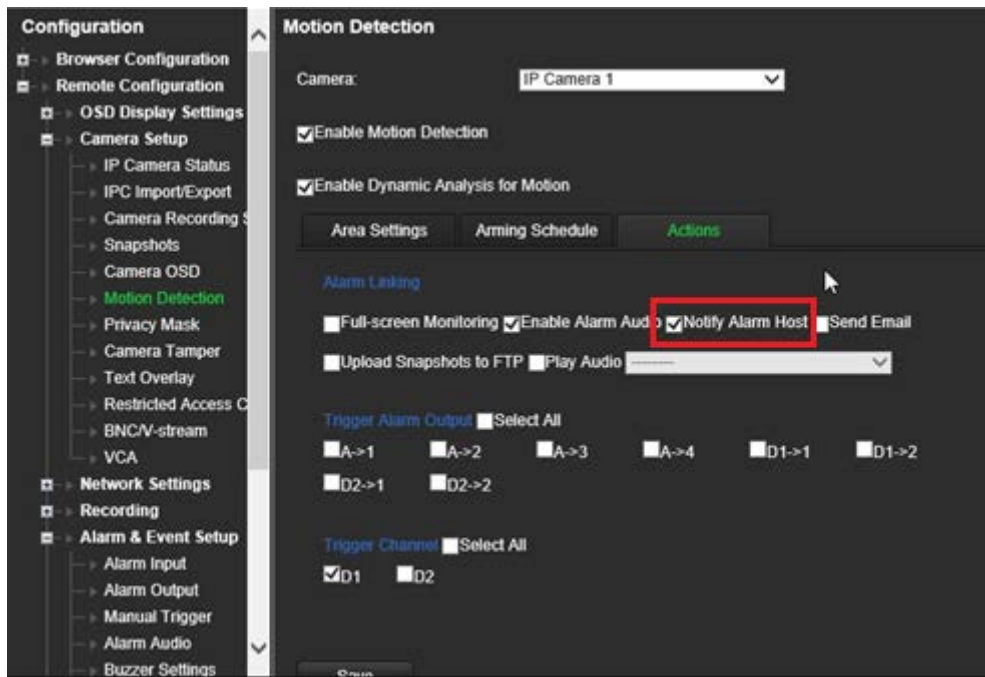 Configuration
Browser Configuration
Remote Configuration
OSD Display Settings
Camera Setup
IP Camera Status
IPC Import/Export
Camera Recording S
Snapshots
Camera OSD
Motion Detection
Privacy Mask
Camera Tamper
Text Overlay
Restricted Access C
BNC/V-stream
VCA
Network Settings
Recording
Alarm & Event Setup
Alarm Input
Alarm Output
Manual Trigger
Alarm Audio
Buzzer Settings
Motion Detection
Camera: IP Camera 1
Enable Motion Detection
Enable Dynamic Analysis for Motion
Area Settings Arming Schedule Actions
Alarm Linking
Full-screen Monitoring Enable Alarm Audio Notify Alarm Host Send Email
Upload Snapshots to FTP Play Audio --------
Trigger Alarm Output Select All
A->1 A->2 A->3 A->4 D1->1 D1->2
D2->1 D2->2
Trigger Channel Select All
D1 D2
Save